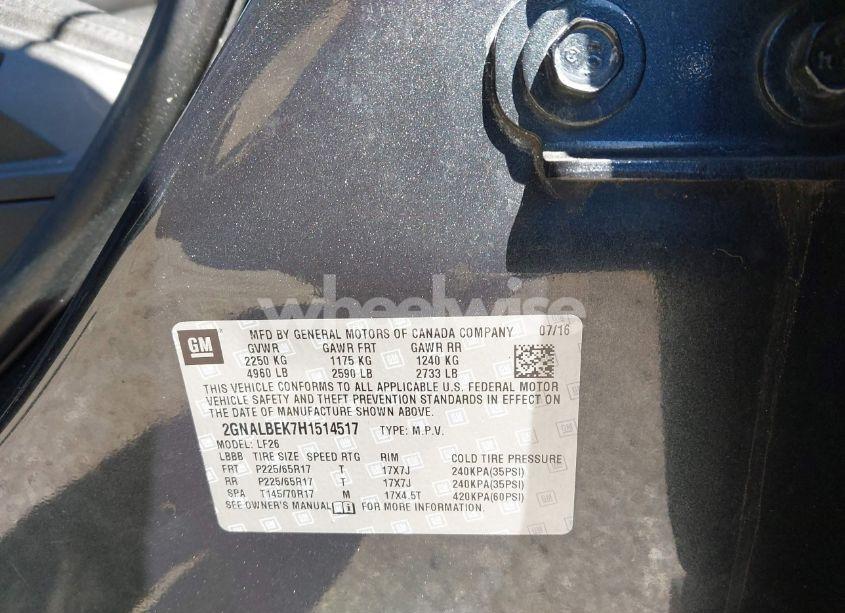 wheelwise
GM
MFD BY GENERAL MOTORS OF CANADA COMPANY 07/16
GVWR GAWR FRT GAWR RR
2250 KG 1175 KG 1240 KG
4960 LB 2590 LB 2733 LB
THIS VEHICLE CONFORMS TO ALL APPLICABLE U.S. FEDERAL MOTOR
VEHICLE SAFETY AND THEFT PREVENTION STANDARDS IN EFFECT ON
THE DATE OF MANUFACTURE SHOWN ABOVE.
2GNALBEK7H1514517 TYPE: M.P.V.
MODEL: LF26
LBBB TIRE SIZE SPEED RTG RIM COLD TIRE PRESSURE
FRT P225/65R17 T 17X7J 240KPA(35PSI)
RR P225/65R17 T 17X7J 240KPA(35PSI)
SPA T145/70R17 M 17X4.5T 420KPA(60PSI)
SEE OWNER'S MANUAL FOR MORE INFORMATION.